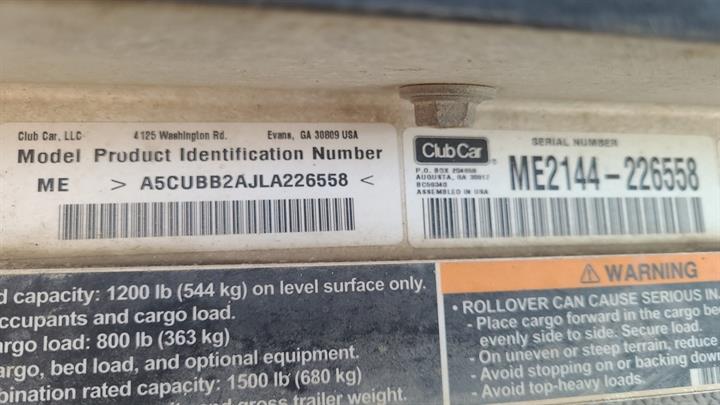 Club Car, LLC 4125 Washington Rd. Evans, GA 30809 USA
Model Product Identification Number
ME > A5CUBB2AJLA226558 <
Club Car
SERIAL NUMBER
P.O. BOX 204658
AUGUSTA, GA 30917
ASSEMBLED IN USA
ME2144-226558
d capacity: 1200 lb (544 kg) on level surface only.
ccupants and cargo load.
argo load: 800 lb (363 kg)
argo, bed load, and optional equipment.
bination rated capacity: 1500 lb (680 kg)
and gross trailer weight.
WARNING
• ROLLOVER CAN CAUSE SERIOUS IN
- Place cargo forward in the cargo b
evenly side to side. Secure load.
- On uneven or steep terrain, reduce
- Avoid stopping on or backing down
- Avoid top-heavy loads.